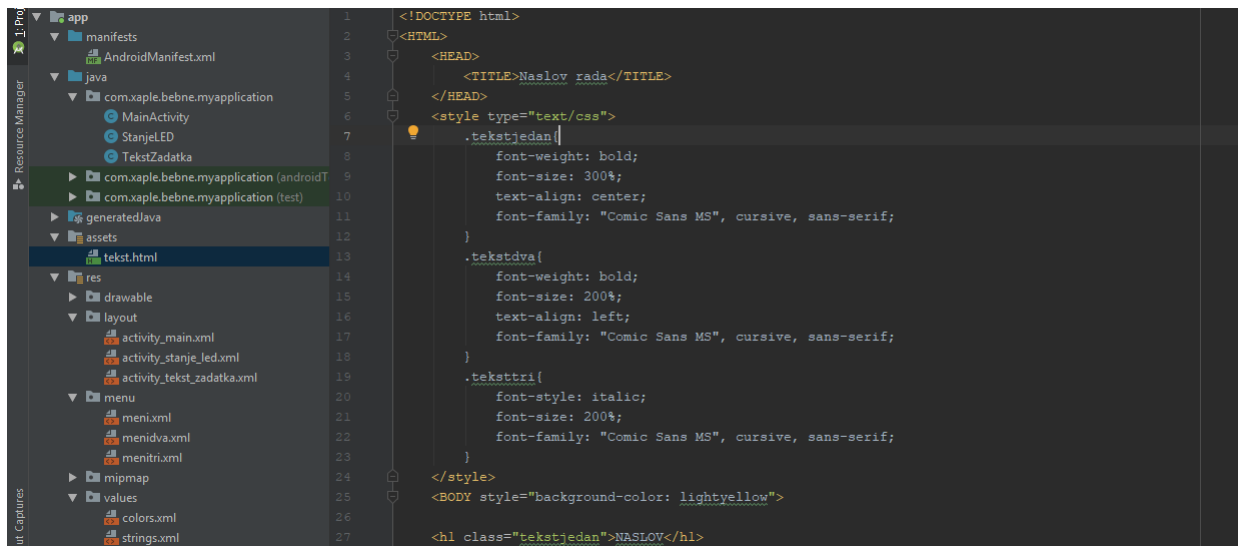 1: Proj
Resource Manager
ut Captures
app
manifests
AndroidManifest.xml
java
com.xaple.bebne.myapplication
MainActivity
StanjeLED
TekstZadatka
com.xaple.bebne.myapplication (androidT
com.xaple.bebne.myapplication (test)
generatedJava
assets
tekst.html
res
drawable
layout
activity_main.xml
activity_stanje_led.xml
activity_tekst_zadatka.xml
menu
meni.xml
menidva.xml
menitri.xml
mipmap
values
colors.xml
strings.xml
1 <!DOCTYPE html>
2 <HTML>
3 <HEAD>
4 <TITLE>Naslov rada</TITLE>
5 </HEAD>
6 <style type="text/css">
7 .tekstjedan{
8 font-weight: bold;
9 font-size: 300%;
10 text-align: center;
11 font-family: "Comic Sans MS", cursive, sans-serif;
12 }
13 .tekstdva{
14 font-weight: bold;
15 font-size: 200%;
16 text-align: left;
17 font-family: "Comic Sans MS", cursive, sans-serif;
18 }
19 .teksttri{
20 font-style: italic;
21 font-size: 200%;
22 font-family: "Comic Sans MS", cursive, sans-serif;
23 }
24 </style>
25 <BODY style="background-color: lightyellow">
26
27 <h1 class="tekstjedan">NASLOV</h1>